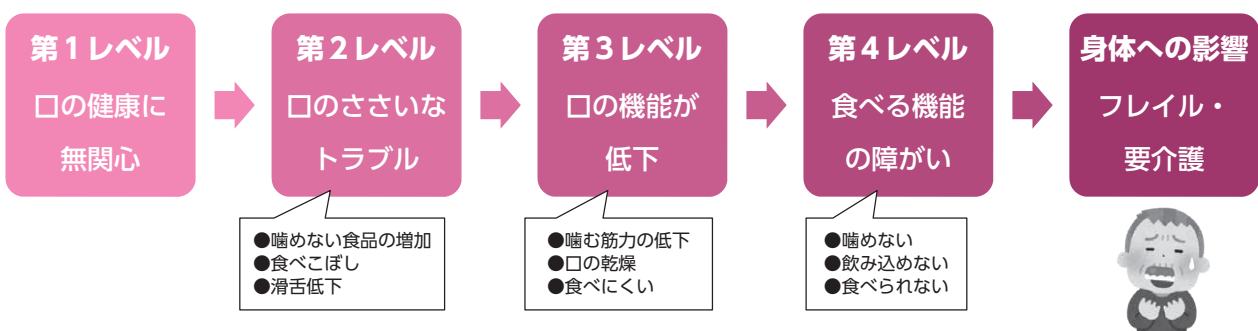 第1レベル
口の健康に
無関心
第2レベル
口のささいな
トラブル
●噛めない食品の増加
●食べこぼし
●滑舌低下
第3レベル
口の機能が
低下
●噛む筋力の低下
●口の乾燥
●食べにくい
第4レベル
食べる機能
の障がい
●噛めない
●飲み込めない
●食べられない
身体への影響
フレイル・
要介護